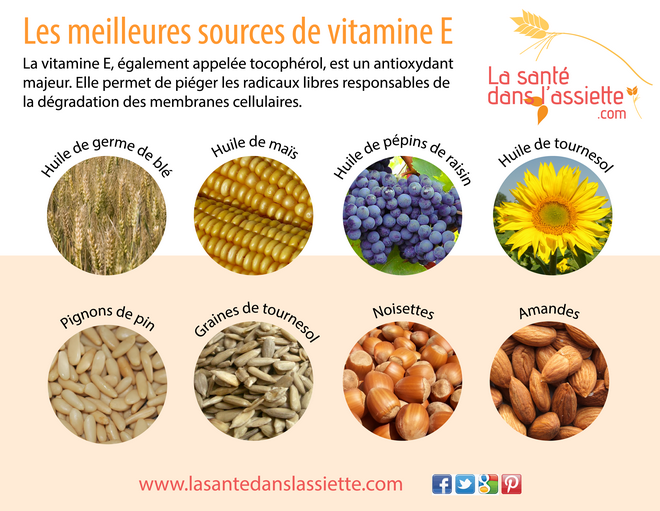 Les meilleures sources de vitamine E
La vitamine E, également appelée tocophérol, est un antioxydant
majeur. Elle permet de piéger les radicaux libres responsables de
la dégradation des membranes cellulaires.
La santé
dans l'assiette
.com
Huile de germe de blé
Huile de maïs
Huile de pépins de raisin
Huile de tournesol
Pignons de pin
Graines de tournesol
Noisettes
Amandes
www.lasantedanslassiette.com